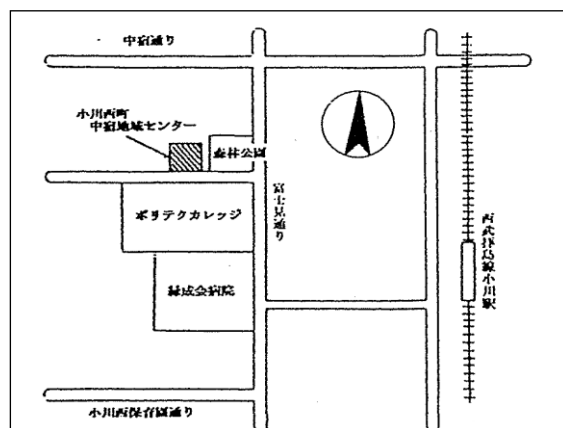 中宿通り
小川西町
中宿地域センター
森林公園
富士見通り
ポリテクカレッジ
西武拝島線小川駅
緑成会病院
小川西保育園通り